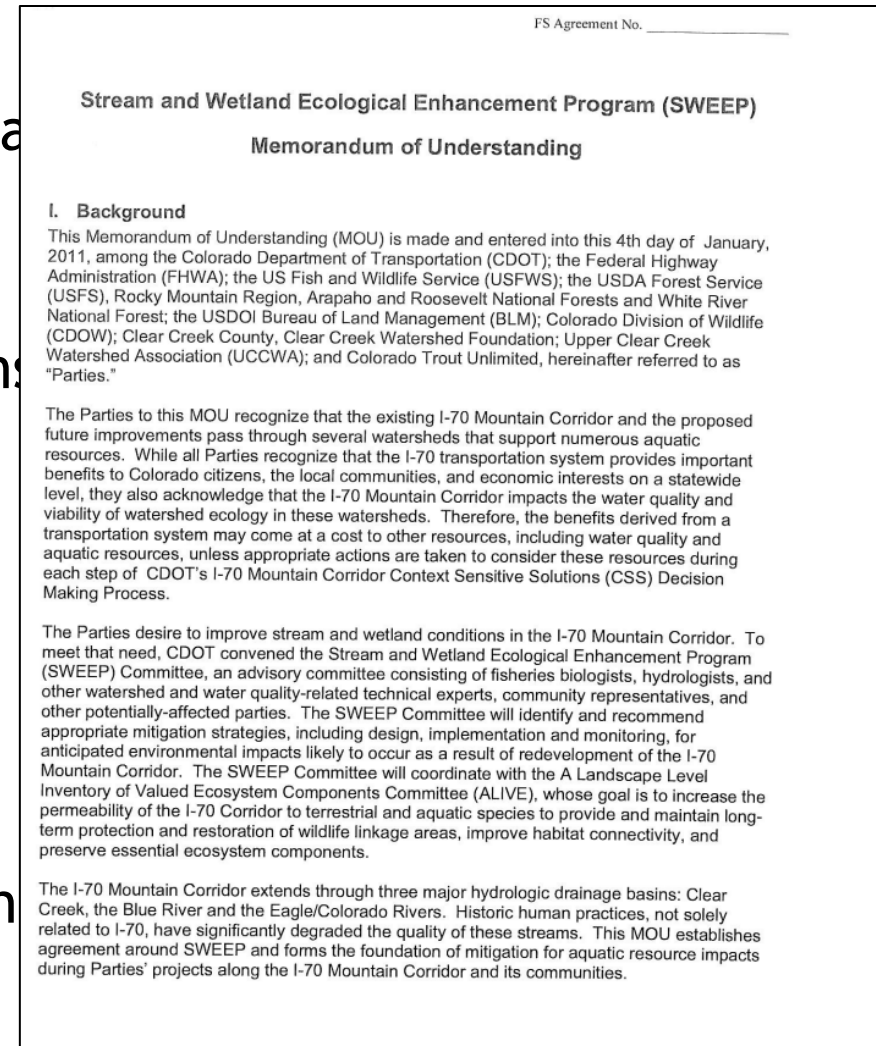 FS Agreement No.
Stream and Wetland Ecological Enhancement Program (SWEEP)
Memorandum of Understanding
I. Background
This Memorandum of Understanding (MOU) is made and entered into this 4th day of January,
2011, among the Colorado Department of Transportation (CDOT); the Federal Highway
Administration (FHWA); the US Fish and Wildlife Service (USFWS); the USDA Forest Service
(USFS), Rocky Mountain Region, Arapaho and Roosevelt National Forests and White River
National Forest; the USDOI Bureau of Land Management (BLM); Colorado Division of Wildlife
(CDOW); Clear Creek County, Clear Creek Watershed Foundation; Upper Clear Creek
Watershed Association (UCCWA); and Colorado Trout Unlimited, hereinafter referred to as
"Parties."
The Parties to this MOU recognize that the existing I-70 Mountain Corridor and the proposed
future improvements pass through several watersheds that support numerous aquatic
resources. While all Parties recognize that the I-70 transportation system provides important
benefits to Colorado citizens, the local communities, and economic interests on a statewide
level, they also acknowledge that the I-70 Mountain Corridor impacts the water quality and
viability of watershed ecology in these watersheds. Therefore, the benefits derived from a
transportation system may come at a cost to other resources, including water quality and
aquatic resources, unless appropriate actions are taken to consider these resources during
each step of CDOT's I-70 Mountain Corridor Context Sensitive Solutions (CSS) Decision
Making Process.
The Parties desire to improve stream and wetland conditions in the I-70 Mountain Corridor. To
meet that need, CDOT convened the Stream and Wetland Ecological Enhancement Program
(SWEEP) Committee, an advisory committee consisting of fisheries biologists, hydrologists, and
other watershed and water quality-related technical experts, community representatives, and
other potentially-affected parties. The SWEEP Committee will identify and recommend
appropriate mitigation strategies, including design, implementation and monitoring, for
anticipated environmental impacts likely to occur as a result of redevelopment of the I-70
Mountain Corridor. The SWEEP Committee will coordinate with the A Landscape Level
Inventory of Valued Ecosystem Components Committee (ALIVE), whose goal is to increase the
permeability of the I-70 Corridor to terrestrial and aquatic species to provide and maintain long-
term protection and restoration of wildlife linkage areas, improve habitat connectivity, and
preserve essential ecosystem components.
The I-70 Mountain Corridor extends through three major hydrologic drainage basins: Clear
Creek, the Blue River and the Eagle/Colorado Rivers. Historic human practices, not solely
related to I-70, have significantly degraded the quality of these streams. This MOU establishes
agreement around SWEEP and forms the foundation of mitigation for aquatic resource impacts
during Parties' projects along the I-70 Mountain Corridor and its communities.